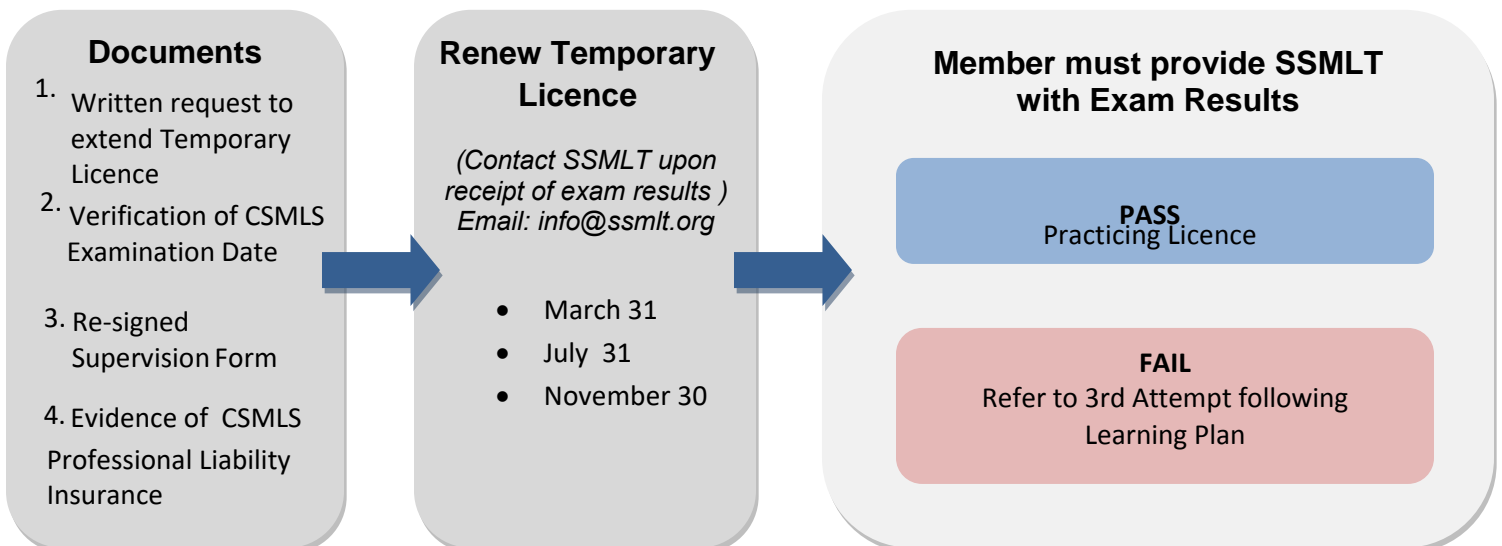 Documents
1. Written request to
extend Temporary
Licence
2. Verification of CSMLS
Examination Date
3. Re-signed
Supervision Form
4. Evidence of CSMLS
Professional Liability
Insurance
Renew Temporary
Licence
(Contact SSMLT upon
receipt of exam results )
Email: info@ssmlt.org
• March 31
• July 31
• November 30
Member must provide SSMLT
with Exam Results
PASS
Practicing Licence
FAIL
Refer to 3rd Attempt following
Learning Plan